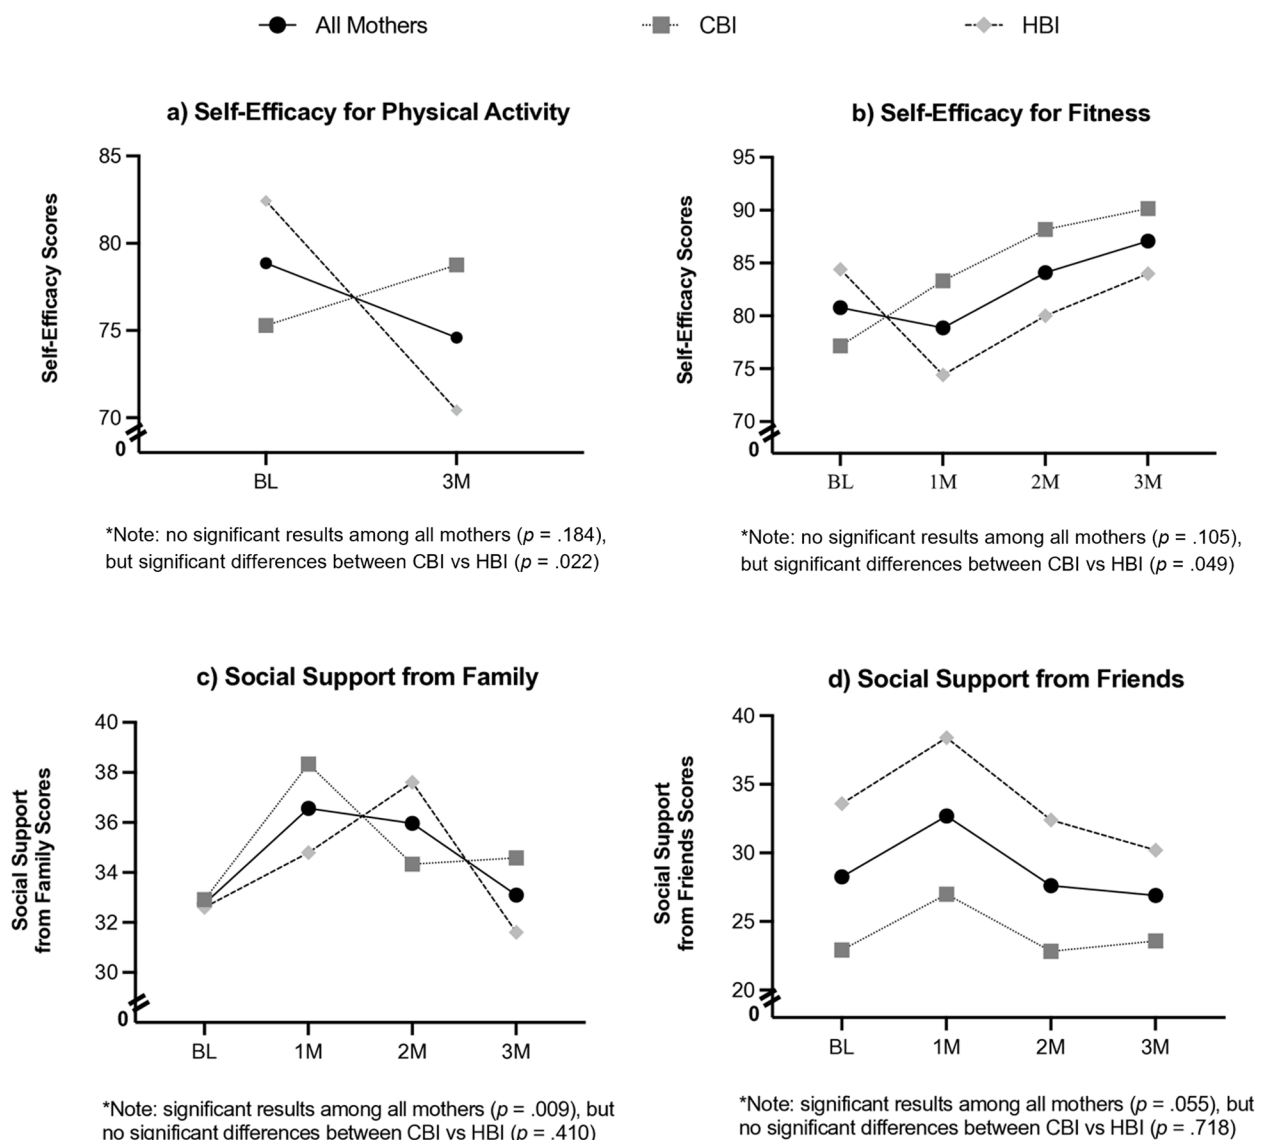 All Mothers
CBI
HBI
a) Self-Efficacy for Physical Activity
Self-Efficacy Scores
85
80
75
70
0
BL
3M
*Note: no significant results among all mothers (p = .184),
but significant differences between CBI vs HBI (p = .022)
b) Self-Efficacy for Fitness
Self-Efficacy Scores
95
90
85
80
75
70
0
BL
1M
2M
3M
*Note: no significant results among all mothers (p = .105),
but significant differences between CBI vs HBI (p = .049)
c) Social Support from Family
Social Support
from Family Scores
40
38
36
34
32
30
0
BL
1M
2M
3M
*Note: significant results among all mothers (p = .009), but
no significant differences between CBI vs HBI (p = .410)
d) Social Support from Friends
Social Support
from Friends Scores
40
35
30
25
20
0
BL
1M
2M
3M
*Note: significant results among all mothers (p = .055), but
no significant differences between CBI vs HBI (p = .718)